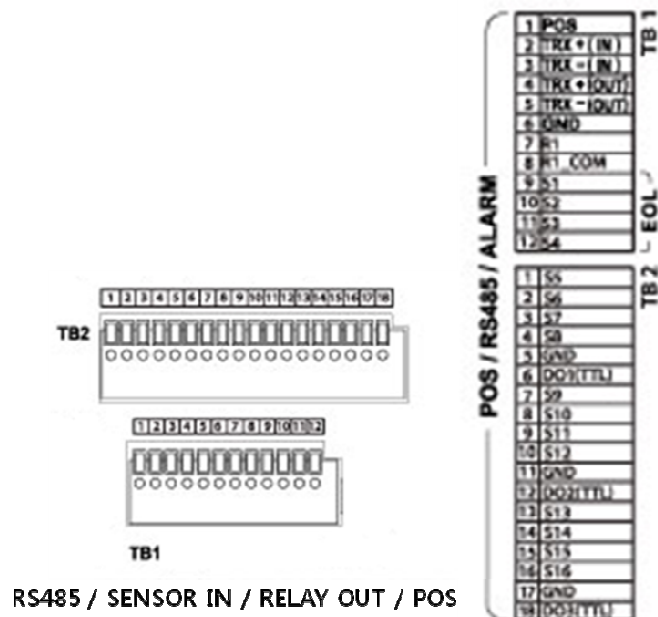 1 2 3 4 5 6 7 8 9 10 11 12 13 14 15 16 17 18
TB2
1 2 3 4 5 6 7 8 9 10 11 12
TB1
RS485 / SENSOR IN / RELAY OUT / POS
POS / RS485 / ALARM
TB 1
1 POS
2 TRX + ( IN )
3 TRX - ( IN )
4 TRX + (OUT)
5 TRX - (OUT)
6 GND
7 R1
8 R1_COM
9 S1
10 S2
11 S3
12 S4
EOL
TB 2
1 S5
2 S6
3 S7
4 S8
5 GND
6 DO1(TTL)
7 S9
8 S10
9 S11
10 S12
11 GND
12 DO2(TTL)
13 S13
14 S14
15 S15
16 S16
17 GND
18 DO3(TTL)